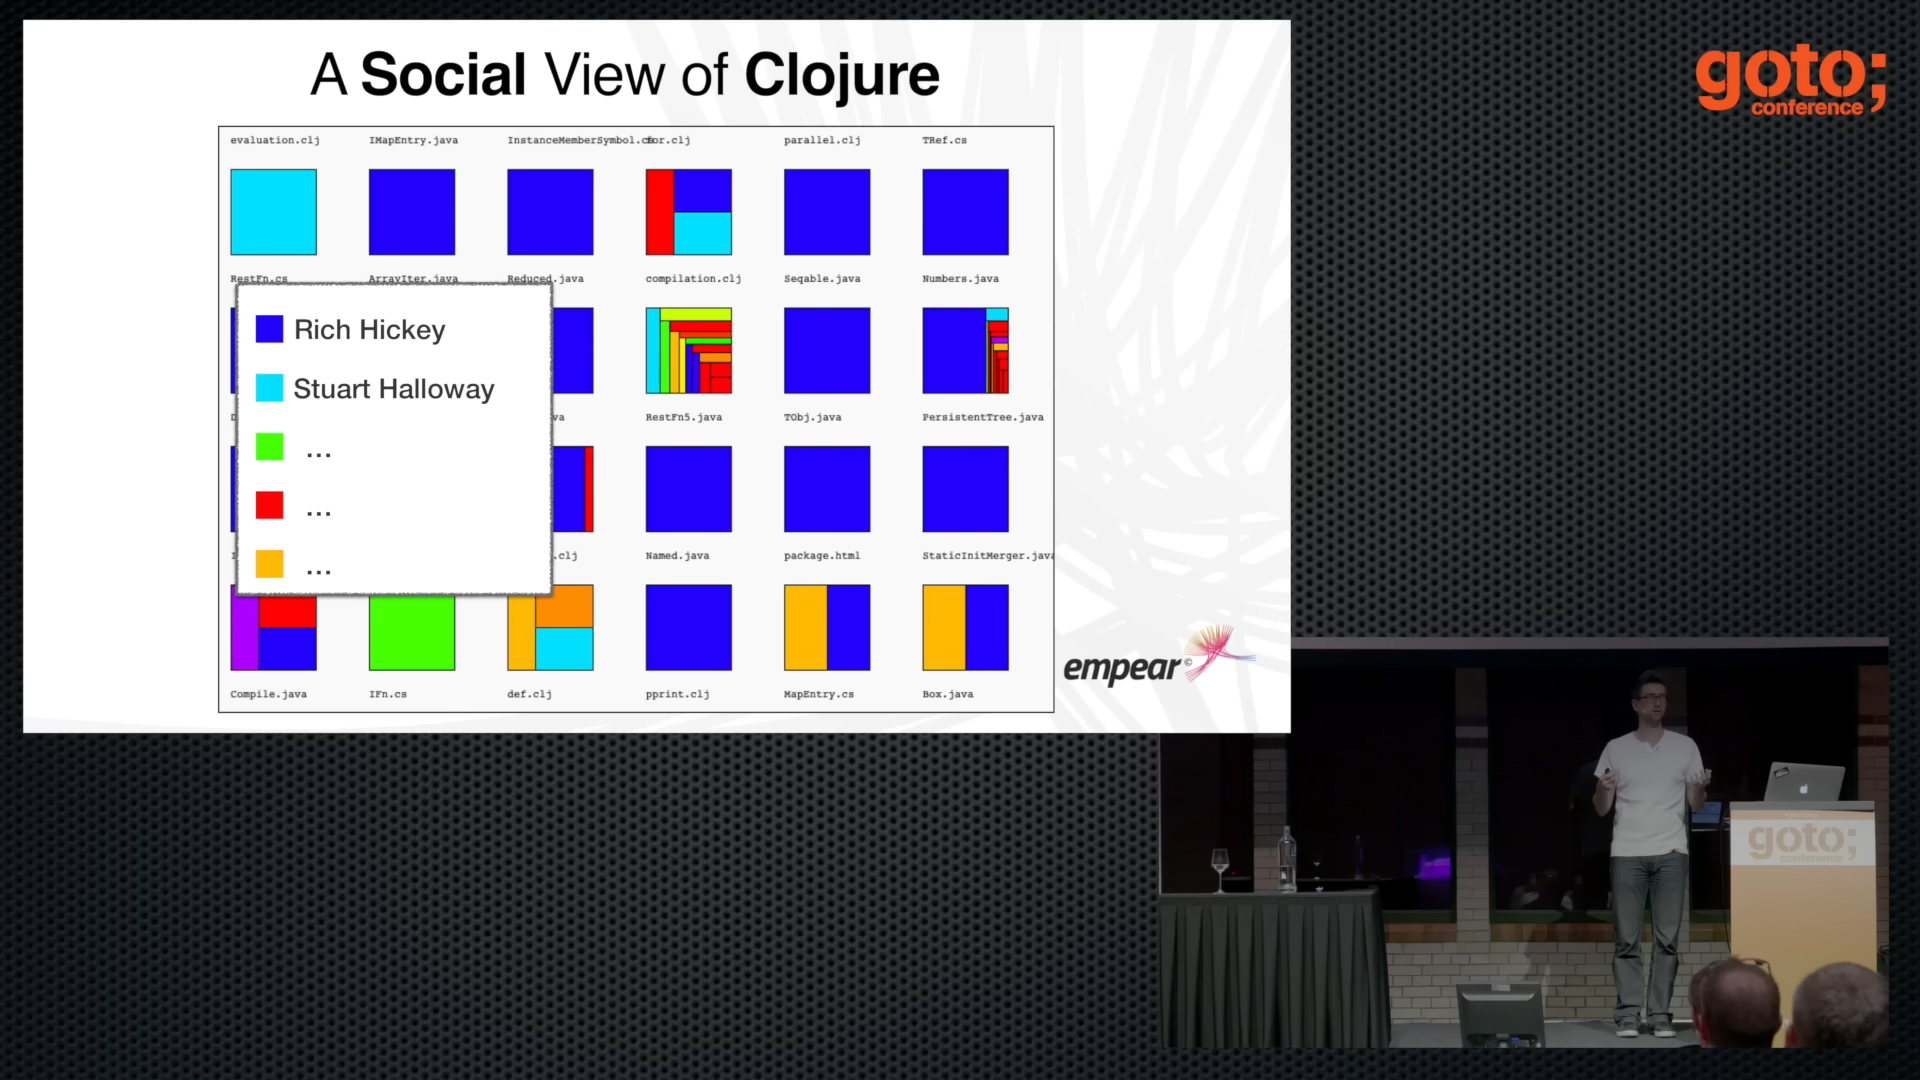 A Social View of Clojure
goto;
conference
evaluation.clj IMapEntry.java InstanceMemberSymbol.cs for.clj parallel.clj TRef.cs
RestFn.cs ArrayIter.java Reduced.java compilation.clj Seqable.java Numbers.java
Rich Hickey
Stuart Halloway
...
...
...
RestFn5.java TObj.java PersistentTree.java
.clj Named.java package.html StaticInitMerger.java
Compile.java IFn.cs def.clj pprint.clj MapEntry.cs Box.java
empear©
goto;
conference